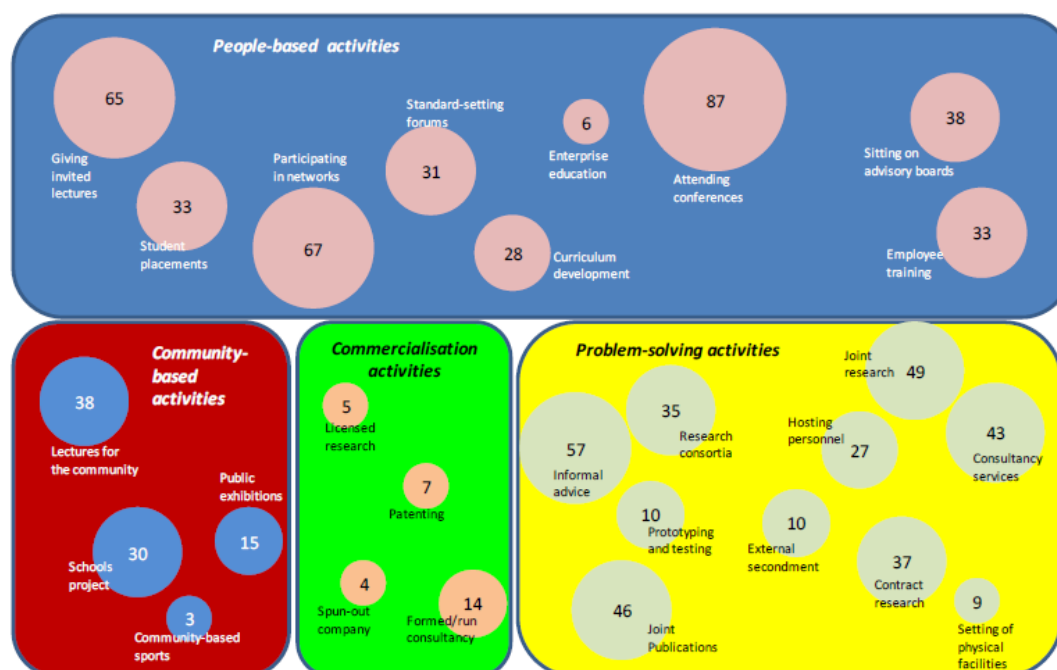 People-based activities
65
Giving
invited
lectures
33
Student
placements
Participating
in networks
67
Standard-setting
forums
31
28
Curriculum
development
6
Enterprise
education
87
Attending
conferences
38
Sitting on
advisory boards
33
Employee
training
Community-
based
activities
38
Lectures for
the community
Public
exhibitions
15
30
Schools
project
3
Community-based
sports
Commercialisation
activities
5
Licensed
research
7
Patenting
4
Spun-out
company
14
Formed/run
consultancy
Problem-solving activities
57
Informal
advice
35
Research
consortia
Joint
research
49
Hosting
personnel
27
43
Consultancy
services
10
Prototyping
and testing
10
External
secondment
37
Contract
research
46
Joint
Publications
9
Setting of
physical
facilities